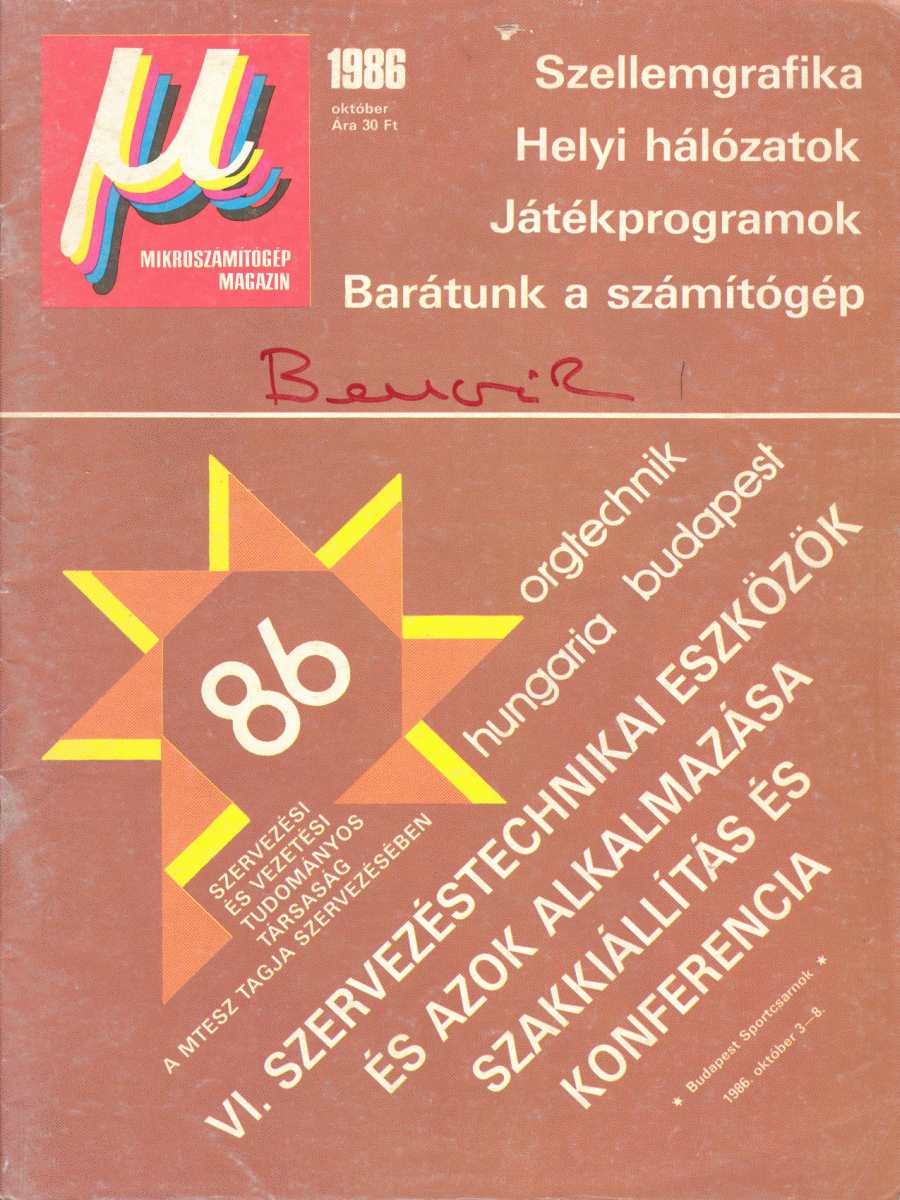 µ
MIKROSZÁMÍTÓGÉP
MAGAZIN
1986
október
Ára 30 Ft
Szellemgrafika
Helyi hálózatok
Játékprogramok
Barátunk a számítógép
86
orgtechnik
hungaria budapest
SZERVEZÉSI
ÉS VEZETÉSI
TUDOMÁNYOS
TÁRSASÁG
A MTESZ TAGJA SZERVEZÉSÉBEN
VI. SZERVEZÉSTECHNIKAI ESZKÖZÖK
ÉS AZOK ALKALMAZÁSA
SZAKKIÁLLÍTÁS ÉS
KONFERENCIA
* Budapest Sportcsárnok *
1986. október 3—8.